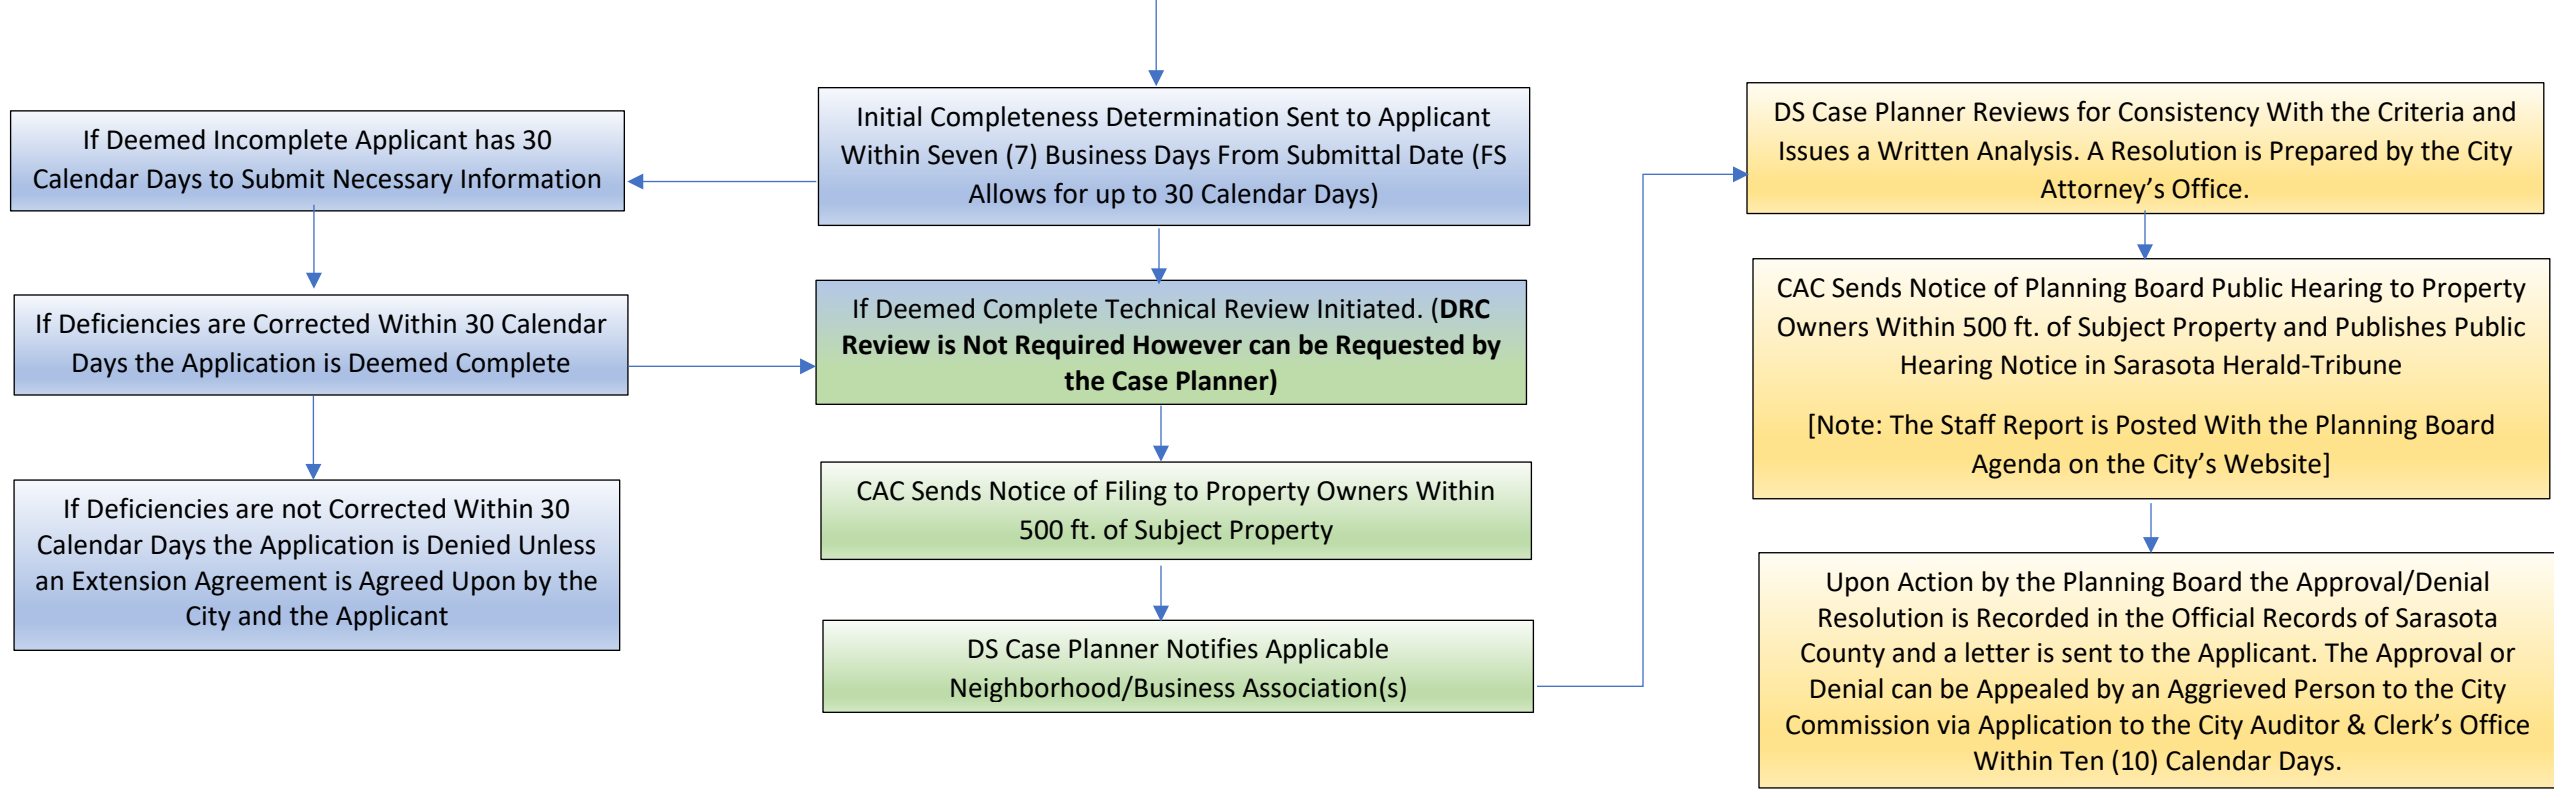 If Deemed Incomplete Applicant has 30
Calendar Days to Submit Necessary Information
If Deficiencies are Corrected Within 30 Calendar
Days the Application is Deemed Complete
If Deficiencies are not Corrected Within 30
Calendar Days the Application is Denied Unless
an Extension Agreement is Agreed Upon by the
City and the Applicant
Initial Completeness Determination Sent to Applicant
Within Seven (7) Business Days From Submittal Date (FS
Allows for up to 30 Calendar Days)
If Deemed Complete Technical Review Initiated. (DRC
Review is Not Required However can be Requested by
the Case Planner)
CAC Sends Notice of Filing to Property Owners Within
500 ft. of Subject Property
DS Case Planner Notifies Applicable
Neighborhood/Business Association(s)
DS Case Planner Reviews for Consistency With the Criteria and
Issues a Written Analysis. A Resolution is Prepared by the City
Attorney’s Office.
CAC Sends Notice of Planning Board Public Hearing to Property
Owners Within 500 ft. of Subject Property and Publishes Public
Hearing Notice in Sarasota Herald-Tribune
[Note: The Staff Report is Posted With the Planning Board
Agenda on the City’s Website]
Upon Action by the Planning Board the Approval/Denial
Resolution is Recorded in the Official Records of Sarasota
County and a letter is sent to the Applicant. The Approval or
Denial can be Appealed by an Aggrieved Person to the City
Commission via Application to the City Auditor & Clerk’s Office
Within Ten (10) Calendar Days.